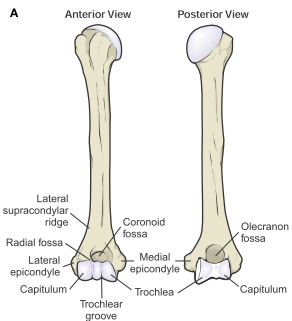 A
Anterior View
Posterior View
Lateral
supracondylar
ridge
Coronoid
fossa
Olecranon
fossa
Radial fossa
Lateral
epicondyle
Medial
epicondyle
Capitulum
Trochlea
Capitulum
Trochlear
groove